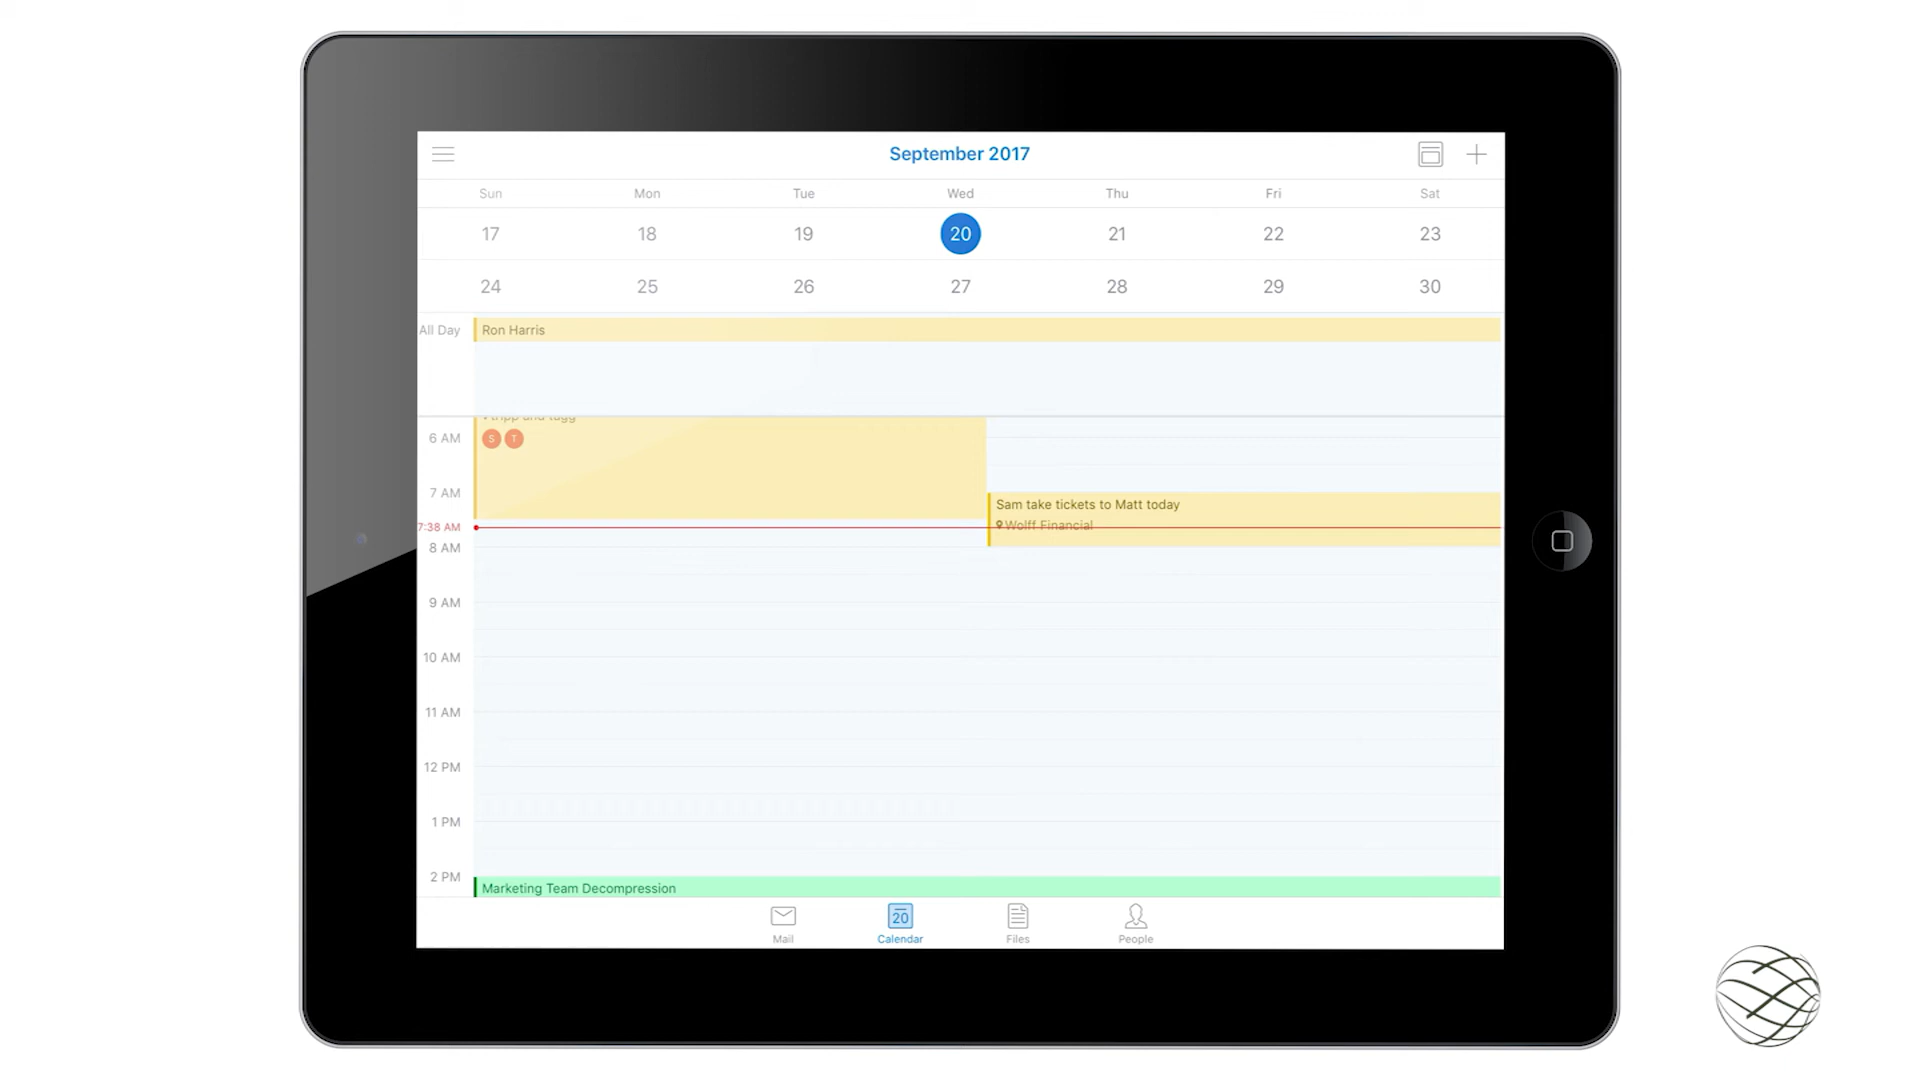 September 2017
Sun Mon Tue Wed Thu Fri Sat
17 18 19 20 21 22 23
24 25 26 27 28 29 30
All Day Ron Harris
6 AM S T
7 AM
Sam take tickets to Matt today
7:38 AM Wolff Financial
8 AM
9 AM
10 AM
11 AM
12 PM
1 PM
2 PM
Marketing Team Decompression
20
Mail Calendar Files People